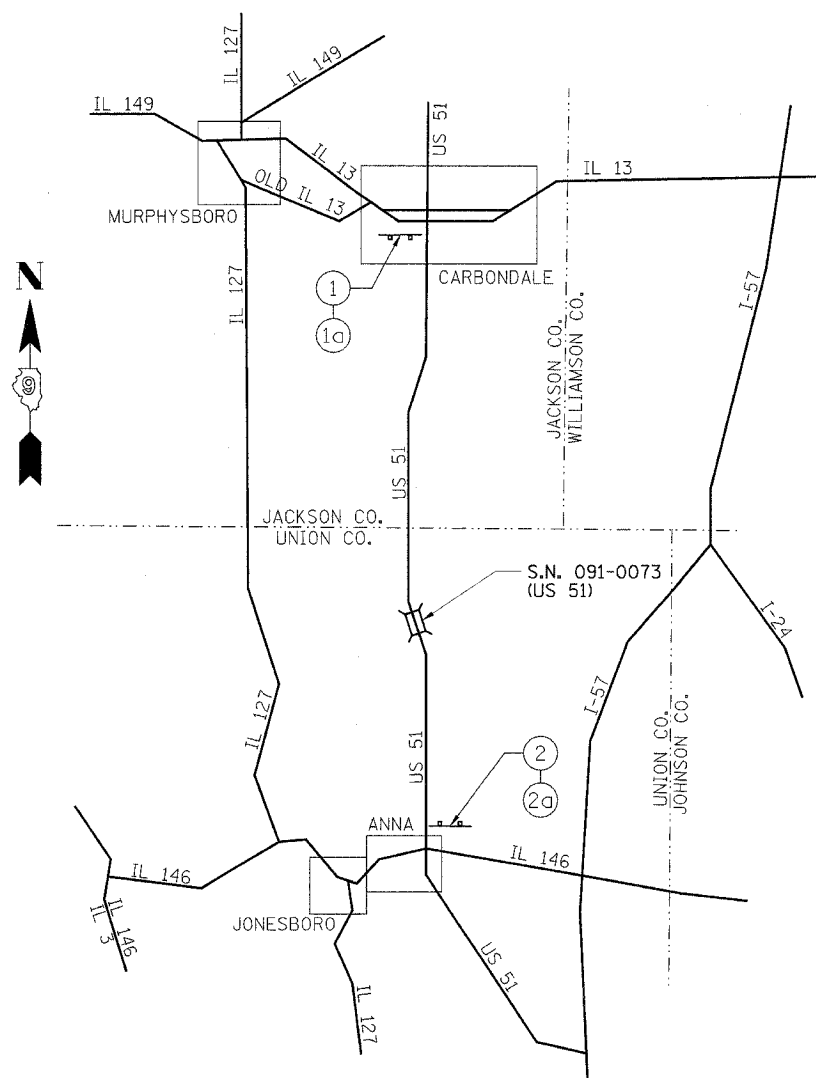 IL 127
IL 149
IL 149
US 51
IL 13
OLD IL 13
IL 13
MURPHYSBORO
CARBONDALE
N
IL 127
1
1a
I-57
JACKSON CO.
WILLIAMSON CO.
US 51
JACKSON CO.
UNION CO.
S.N. 091-0073
(US 51)
I-24
I-57
IL 127
US 51
2
2a
UNION CO.
JOHNSON CO.
ANNA
IL 146
IL 146
JONESBORO
IL 146
IL 3
US 51
IL 127